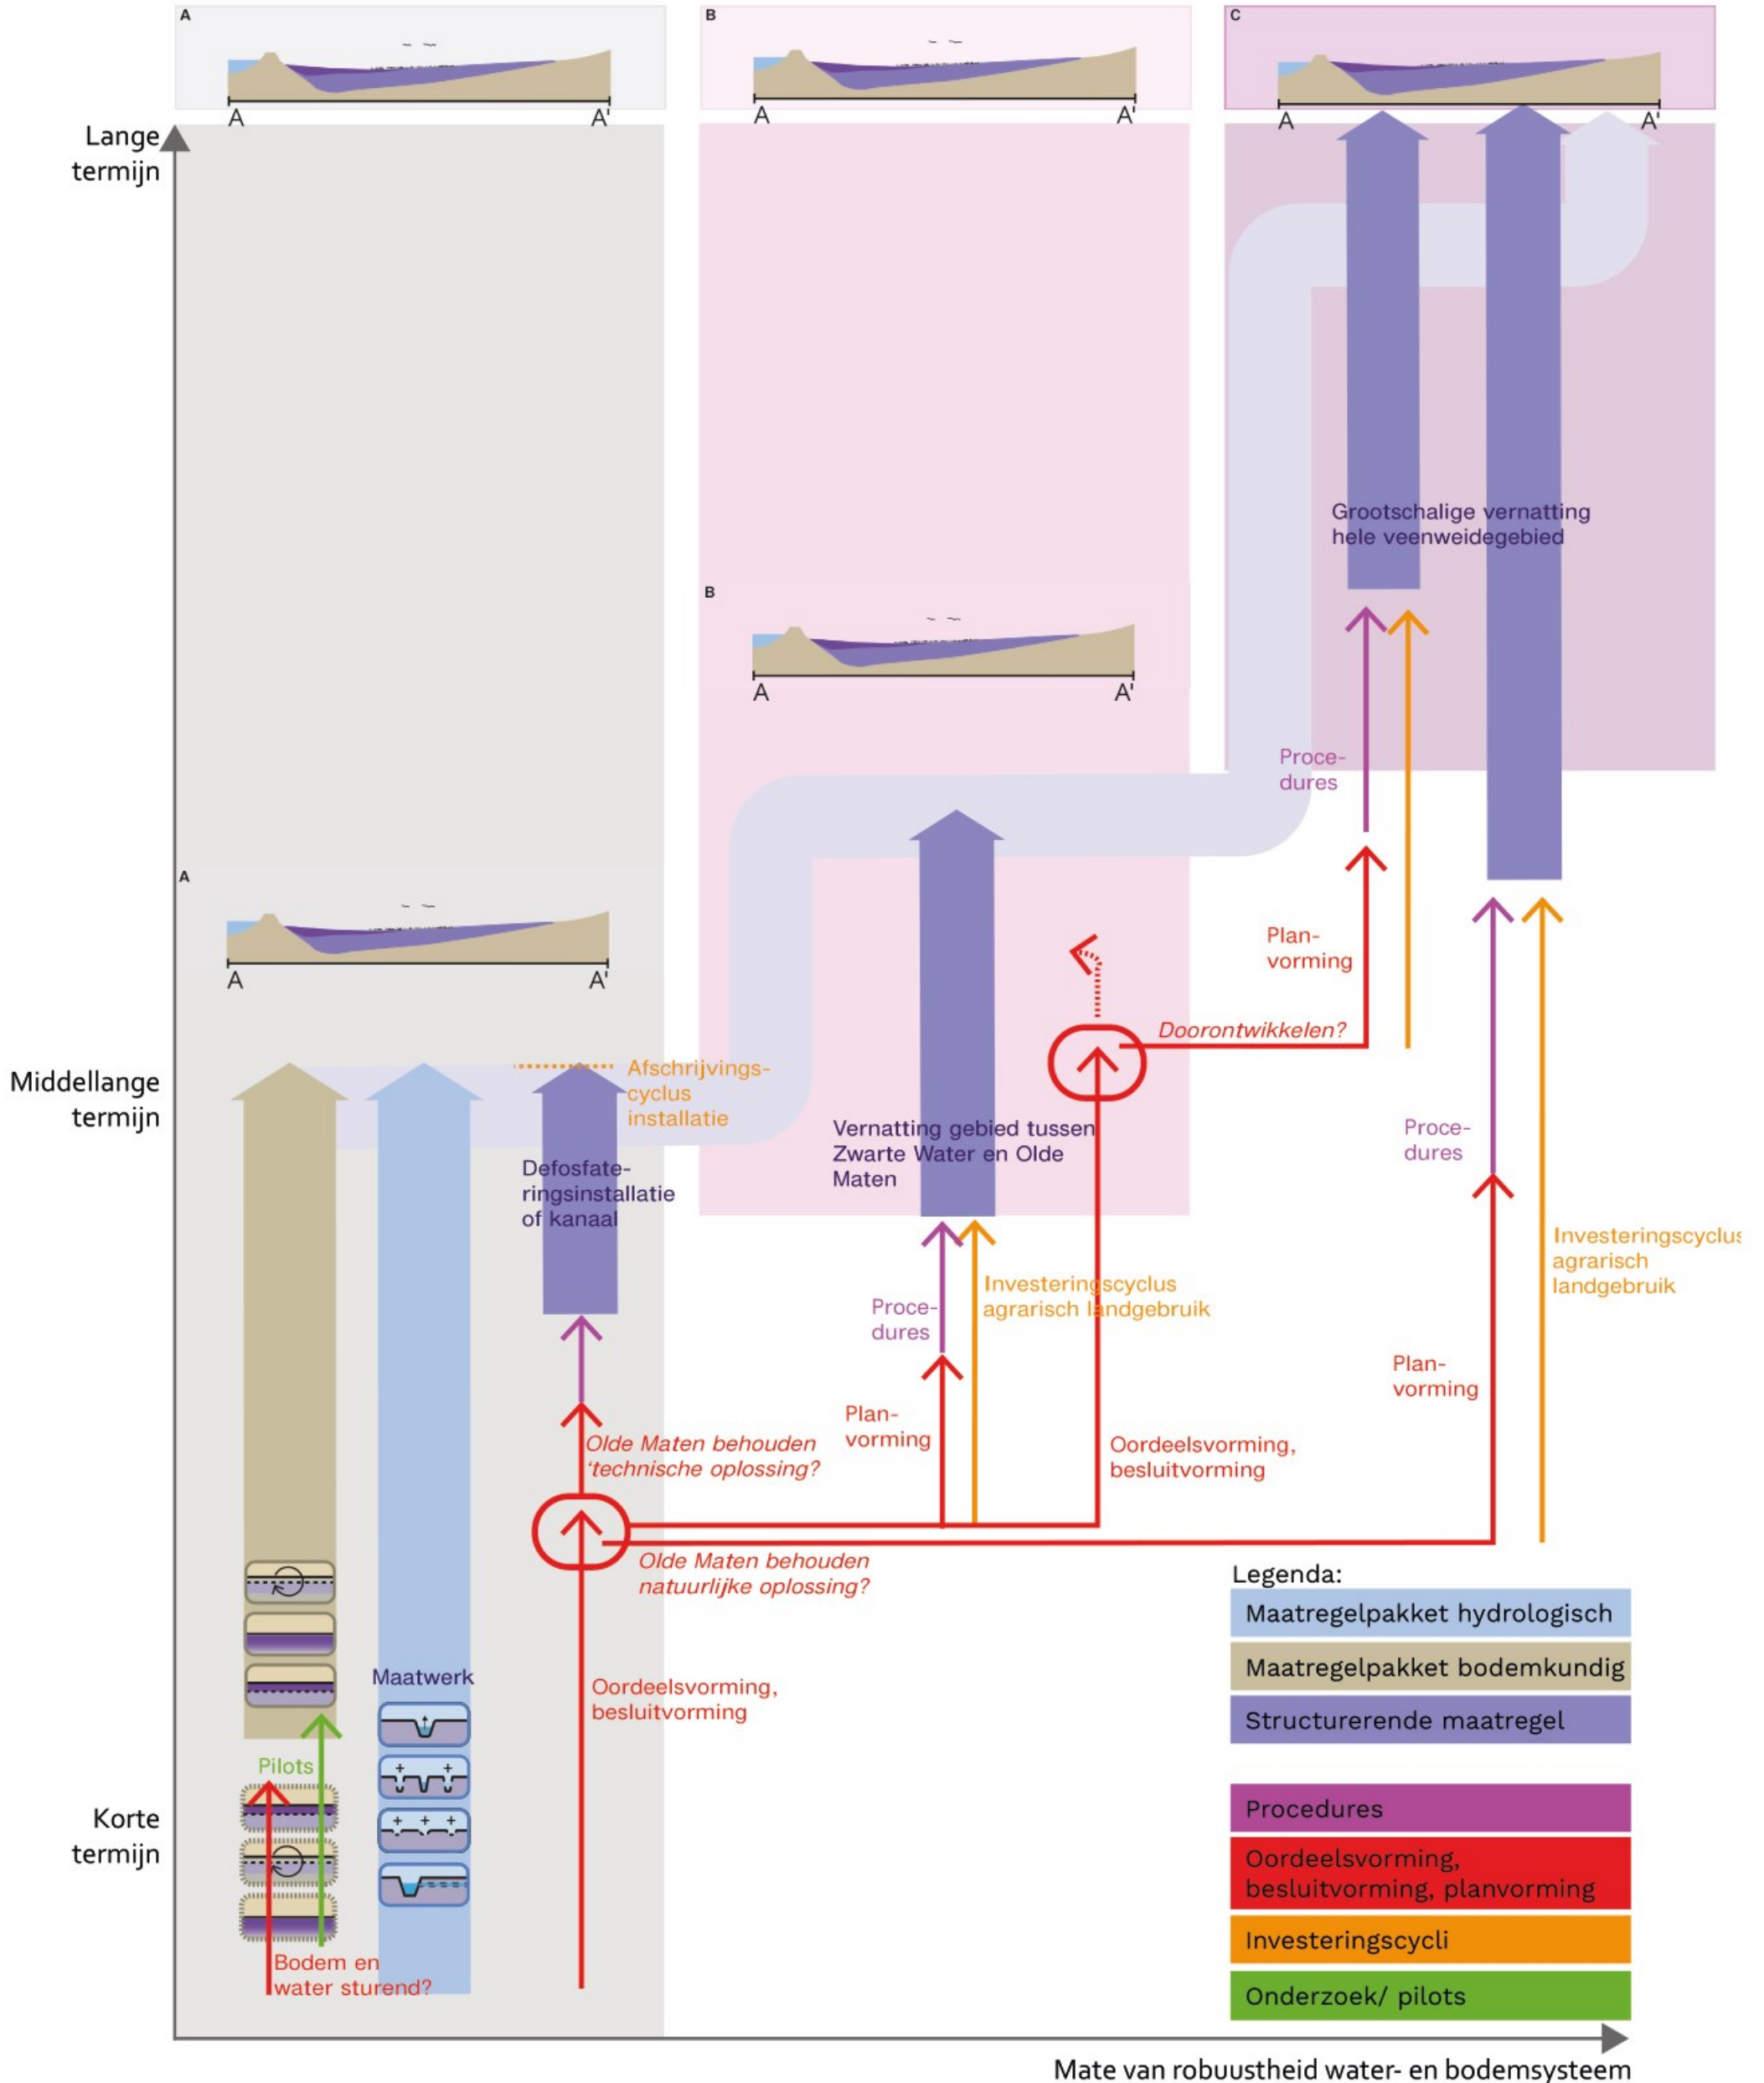 A
B
C
A
A'
A
A'
A
A'
Lange
termijn
Grootschalige vernatting
hele veenweidegebied
B
A
A'
Proce-
dures
A
A
A'
Plan-
vorming
Doorontwikkelen?
Middellange
termijn
Afschrijvings-
cyclus
installatie
Vernatting gebied tussen
Zwarte Water en Olde
Maten
Proce-
dures
Defosfate-
ringsinstallatie
of kanaal
Investeringscyclus
agrarisch
landgebruik
Investeringscyclus
agrarisch landgebruik
Proce-
dures
Plan-
vorming
Plan-
vorming
Olde Maten behouden
‘technische oplossing?
Oordeelsvorming,
besluitvorming
Olde Maten behouden
natuurlijke oplossing?
Maatwerk
Oordeelsvorming,
besluitvorming
Pilots
Korte
termijn
Bodem en
water sturend?
Legenda:
Maatregelpakket hydrologisch
Maatregelpakket bodemkundig
Structurerende maatregel
Procedures
Oordeelsvorming,
besluitvorming, planvorming
Investeringscycli
Onderzoek/ pilots
Mate van robuustheid water- en bodemsysteem